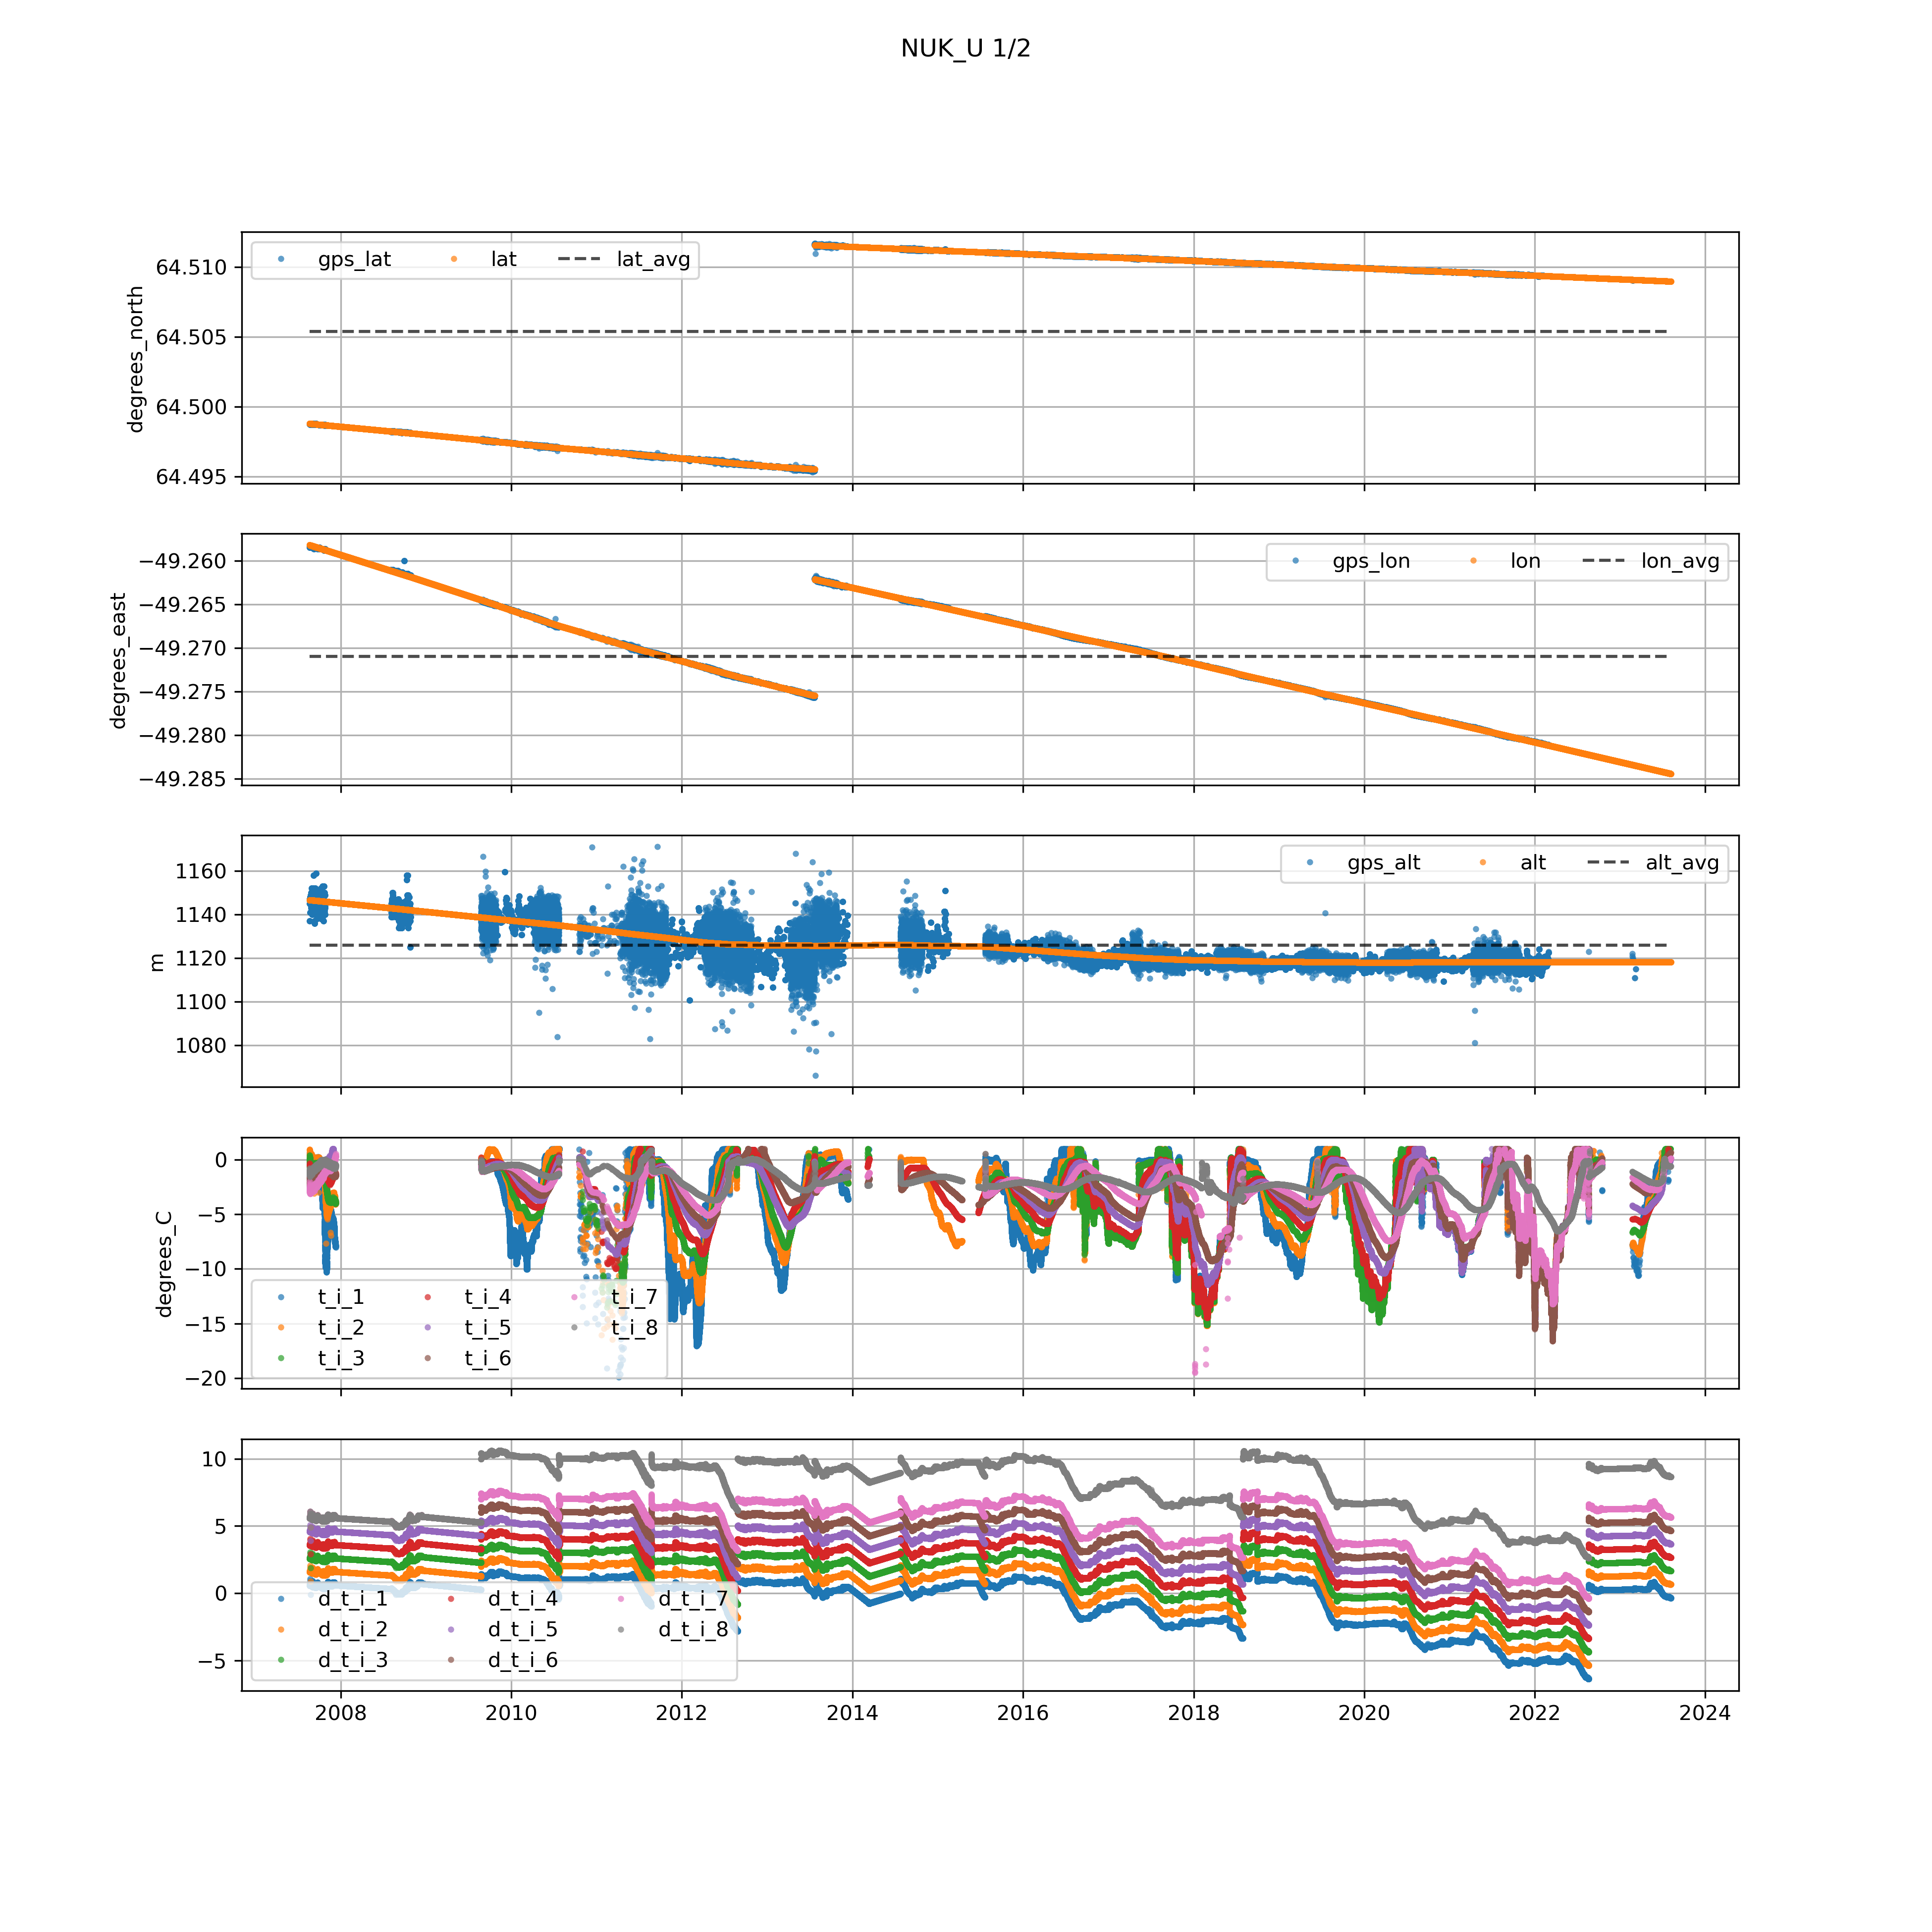 NUK_U 1/2
gps_lat lat lat_avg
64.510
64.505
64.500
64.495
degrees_north
gps_lon lon lon_avg
−49.260
−49.265
−49.270
−49.275
−49.280
−49.285
degrees_east
gps_alt alt alt_avg
1160
1140
1120
1100
1080
m
0
−5
−10
−15
−20
degrees_C
t_i_1 t_i_4 t_i_7
t_i_2 t_i_5 t_i_8
t_i_3 t_i_6
10
5
0
−5
d_t_i_1 d_t_i_4 d_t_i_7
d_t_i_2 d_t_i_5 d_t_i_8
d_t_i_3 d_t_i_6
2008 2010 2012 2014 2016 2018 2020 2022 2024